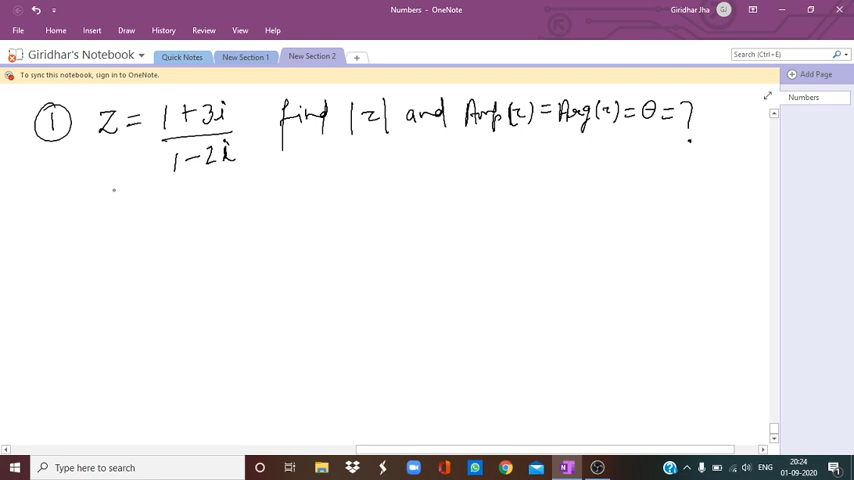 Numbers - OneNote
Giridhar Jha GJ
File Home Insert Draw History Review View Help
Giridhar's Notebook Quick Notes New Section 1 New Section 2 + Search (Ctrl+E)
To sync this notebook, sign in to OneNote. Add Page
Numbers
① z = (1+3i)/(1-2i) find |z| and Amp(z) = Arg(z) = θ = ?
Type here to search
20:24
ENG
01-09-2020